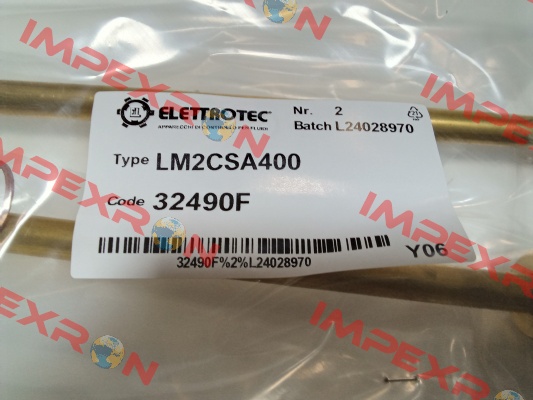 IMPEXRON
ELETTROTEC
APPARECCHI DI CONTROLLO PER FLUIDI
Nr. 2
Batch L24028970
Type LM2CSA400
Code 32490F
32490F%2%L24028970
Y06
IMPEXRON
IMPEXRON
IMPEXRON